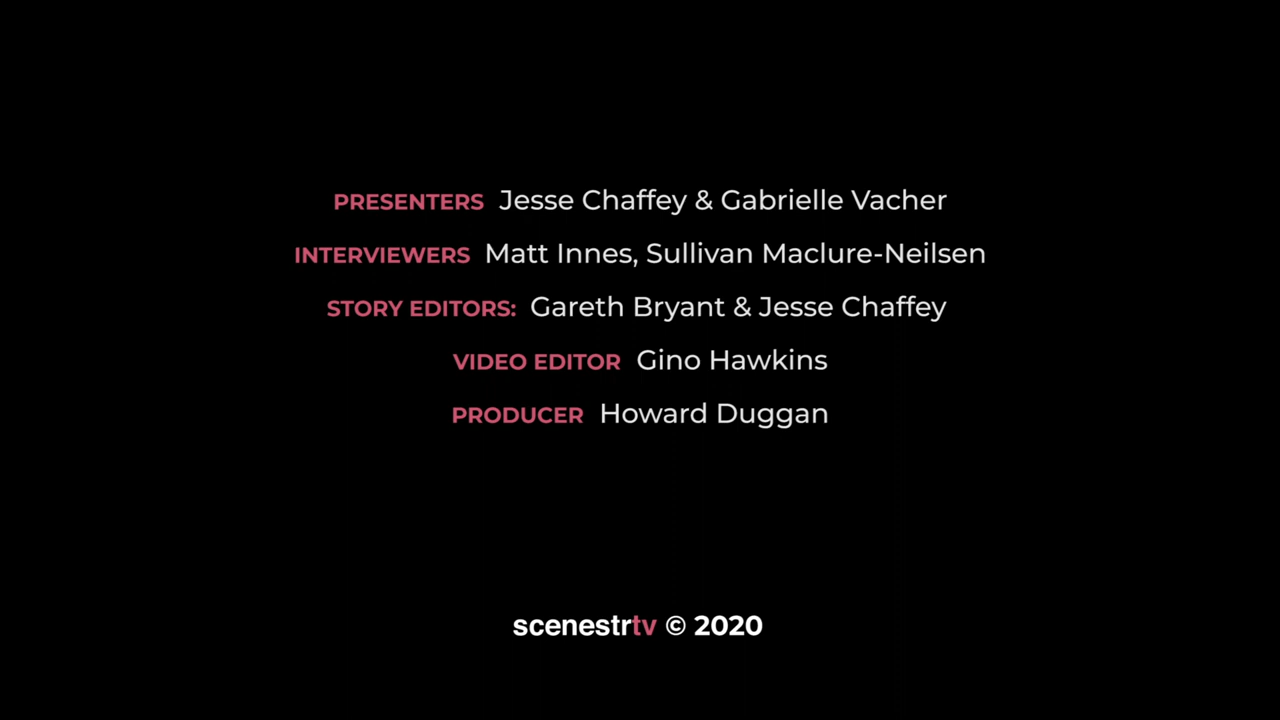 PRESENTERS Jesse Chaffey & Gabrielle Vacher
INTERVIEWERS Matt Innes, Sullivan Maclure-Neilsen
STORY EDITORS: Gareth Bryant & Jesse Chaffey
VIDEO EDITOR Gino Hawkins
PRODUCER Howard Duggan
scenestrtv © 2020